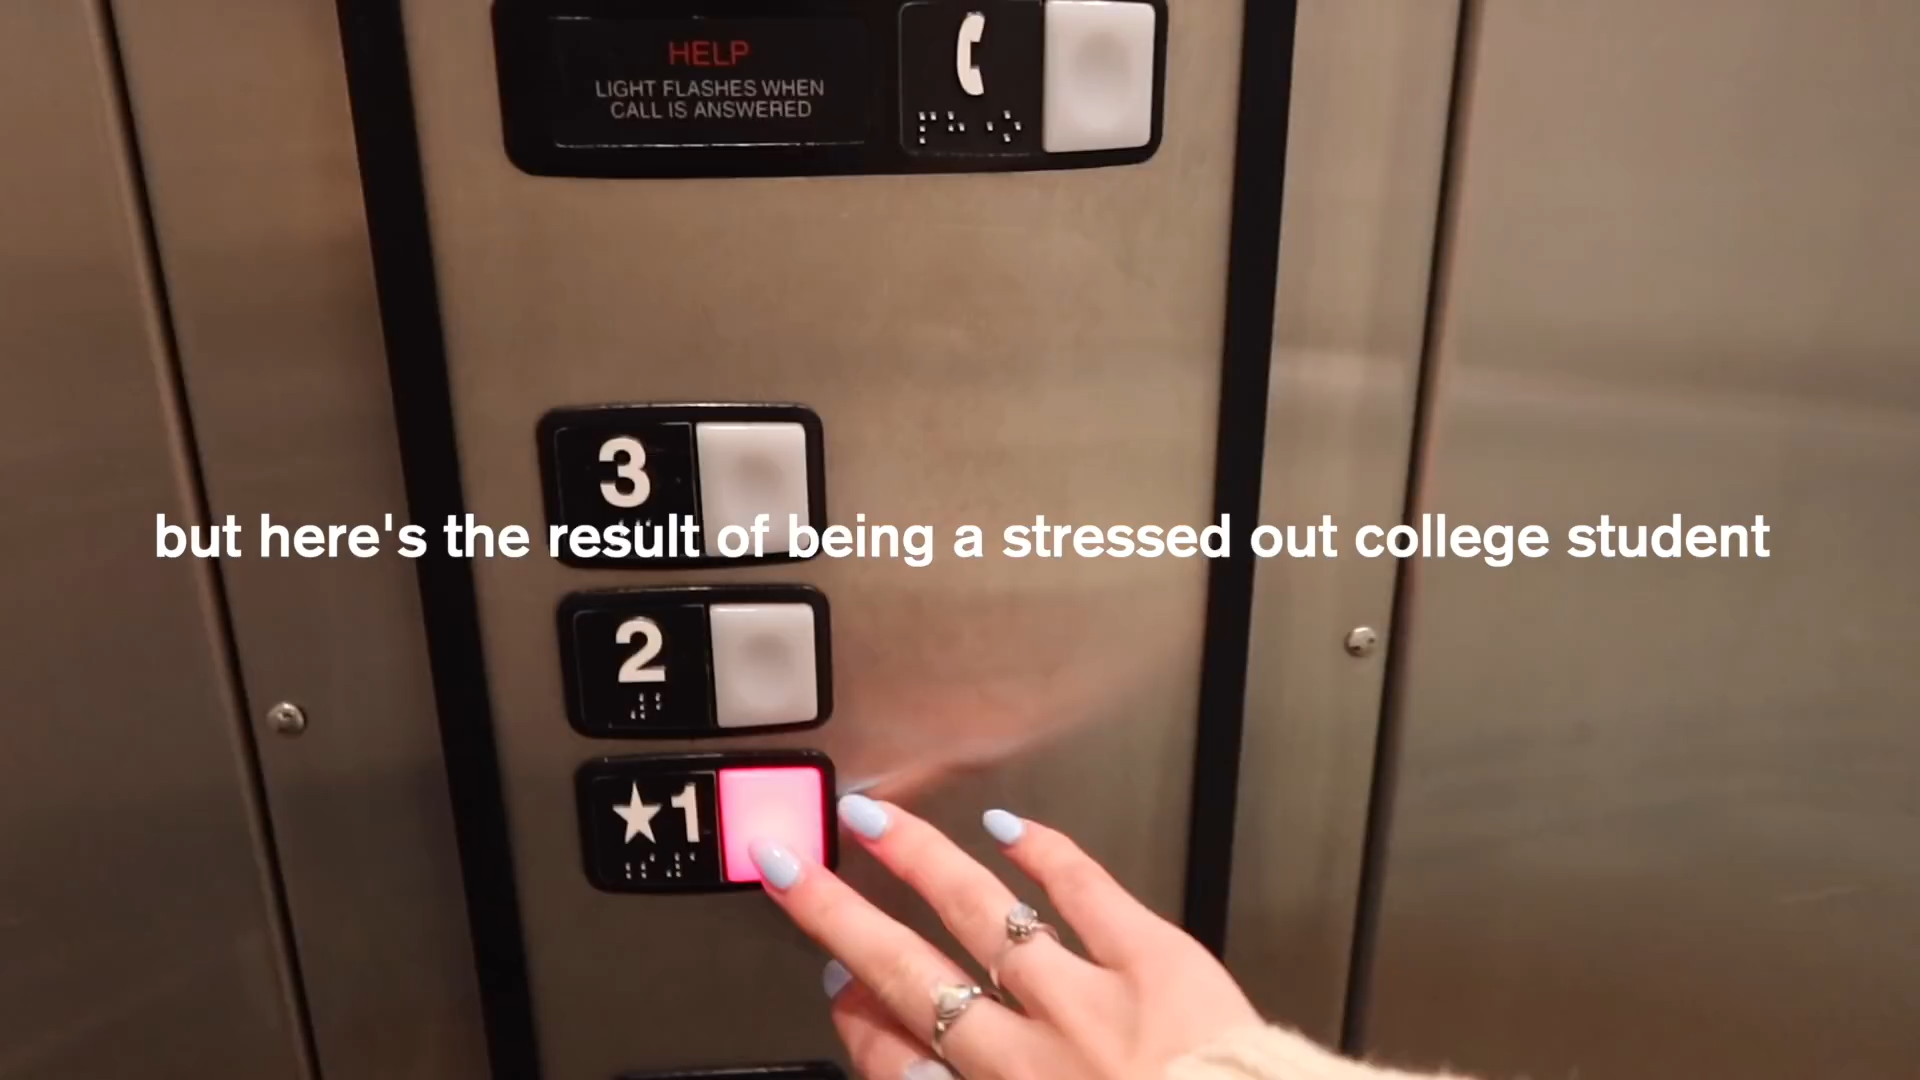 HELP
LIGHT FLASHES WHEN
CALL IS ANSWERED
3
but here's the result of being a stressed out college student
2
★1